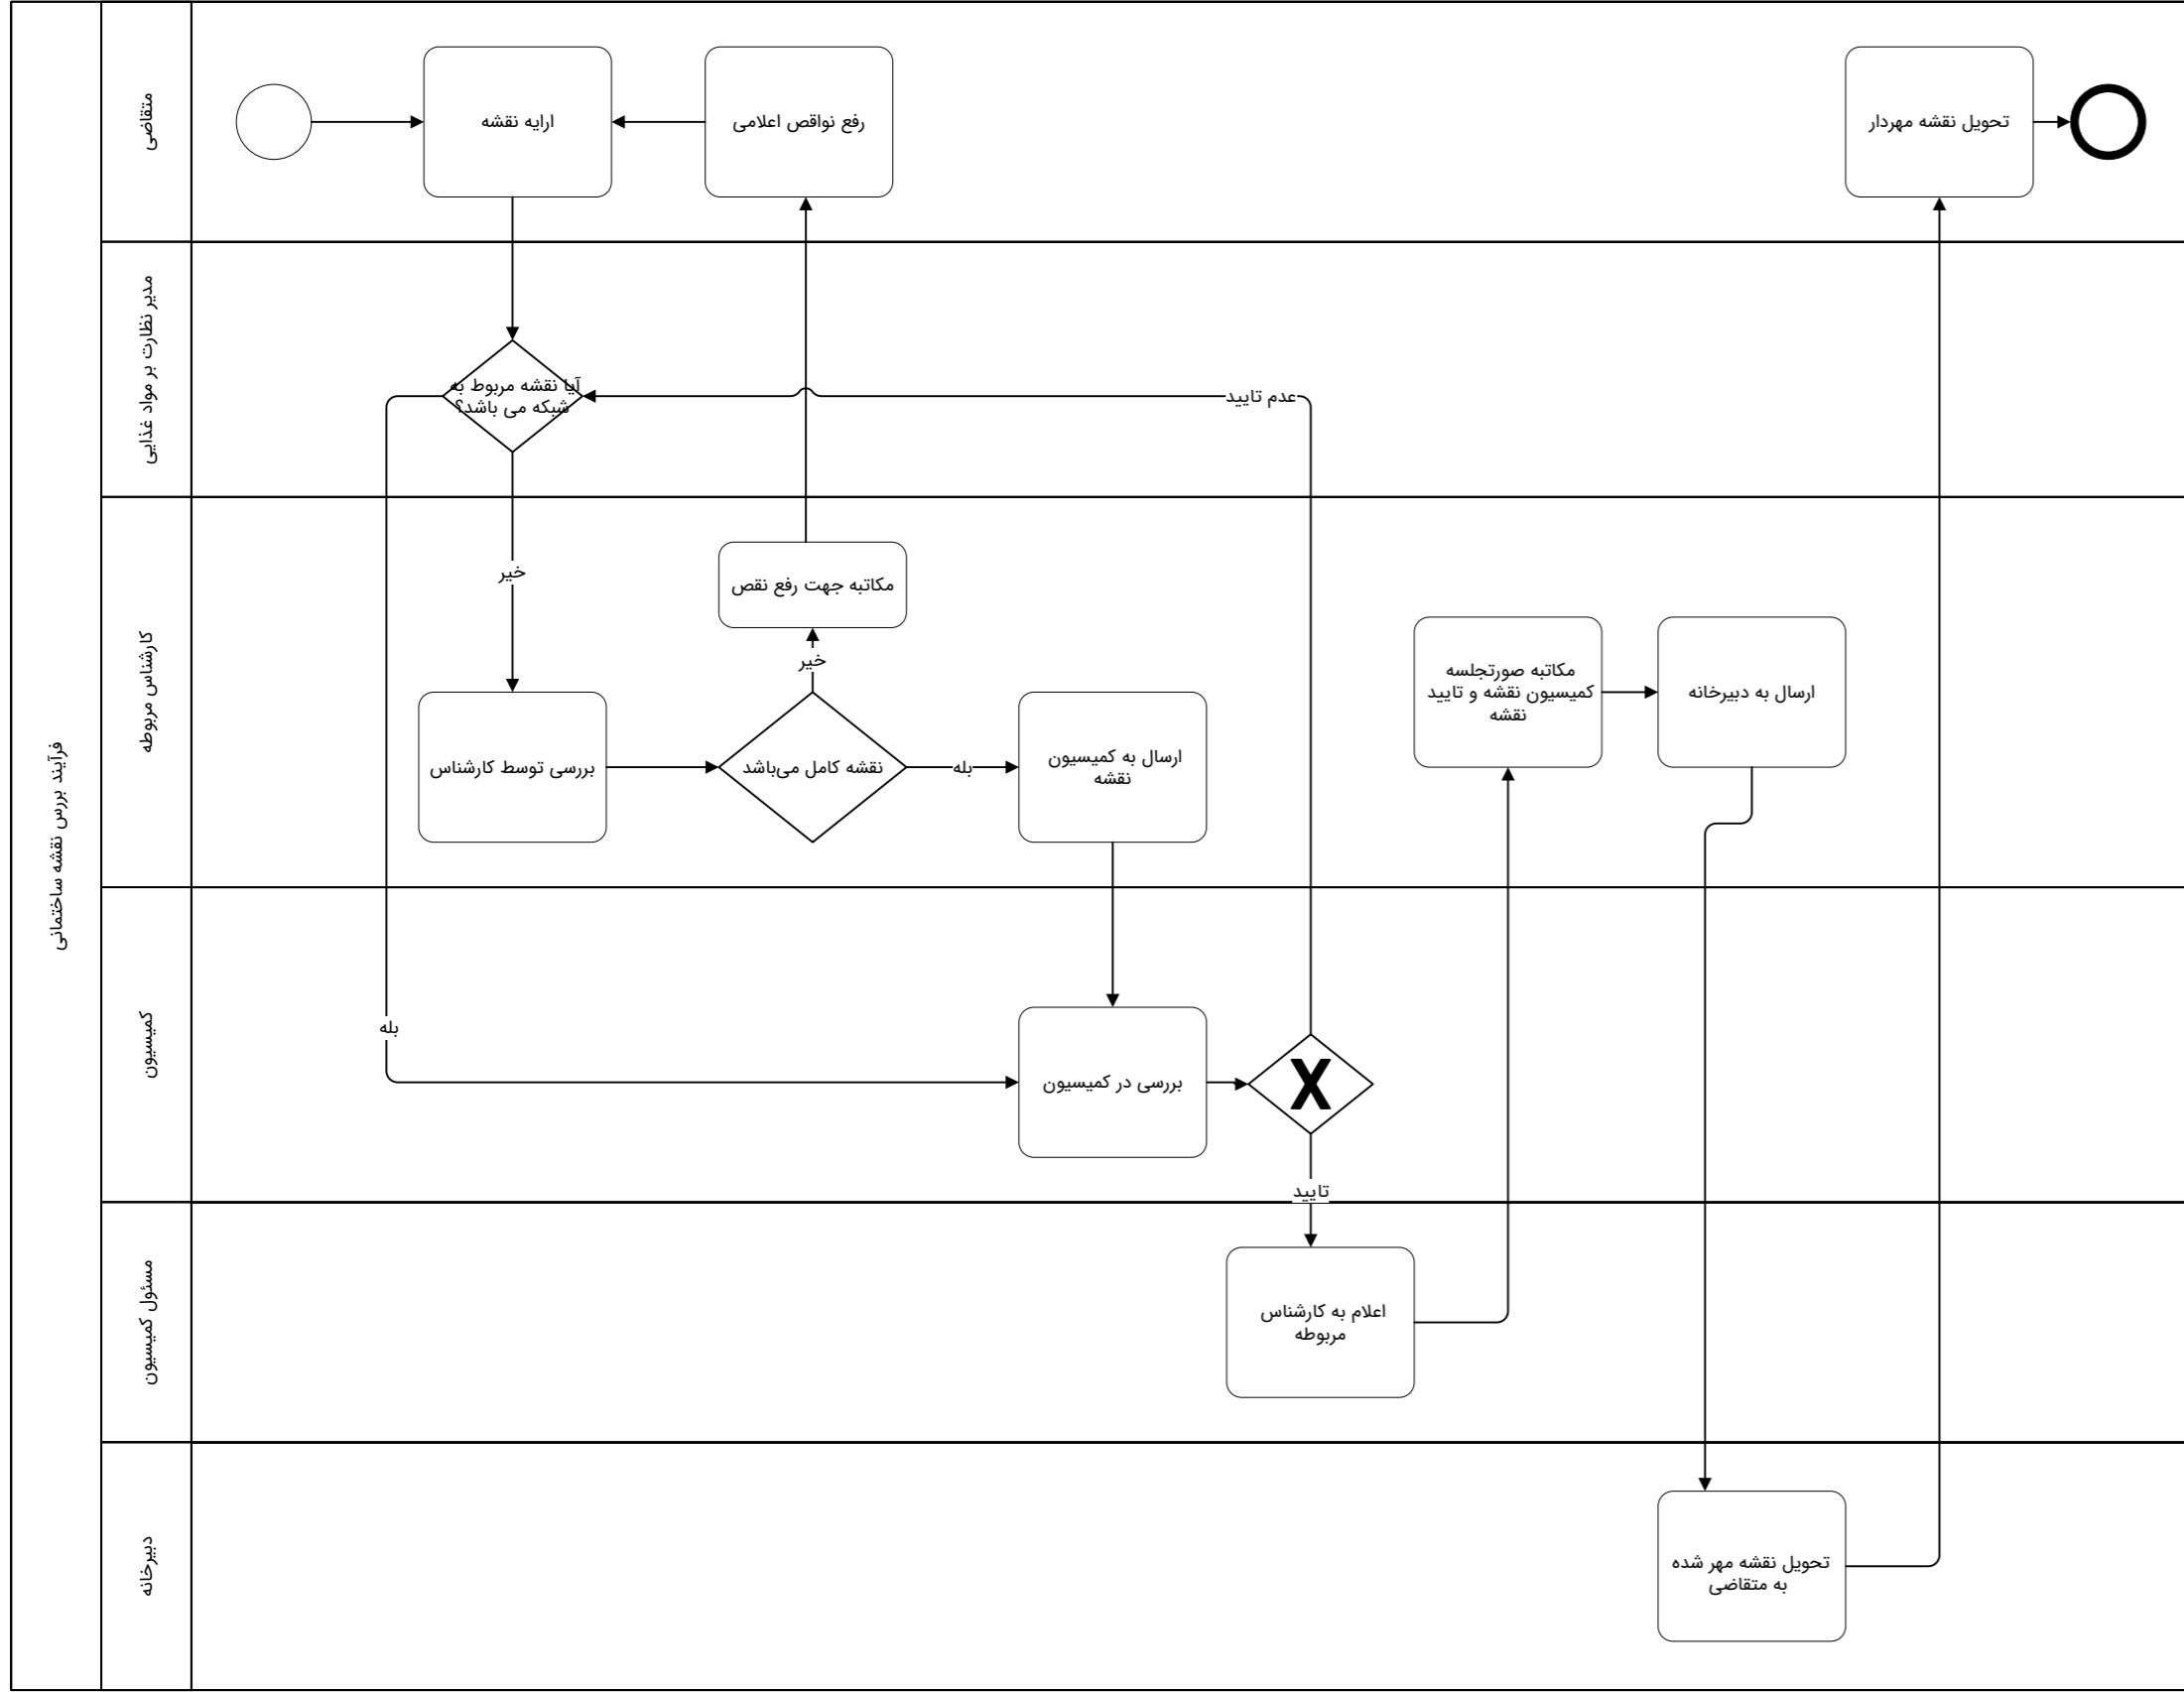 فرآیند بررس نقشه ساختمانی
متقاضی
ارایه نقشه
رفع نواقص اعلامی
تحویل نقشه مهردار
مدیر نظارت بر مواد غذایی
آیا نقشه مربوط به
شبکه می باشد؟
عدم تایید
کارشناس مربوطه
خیر
مکاتبه جهت رفع نقص
خیر
بررسی توسط کارشناس
نقشه کامل می‌باشد
بله
ارسال به کمیسیون
نقشه
مکاتبه صورتجلسه
کمیسیون نقشه و تایید
نقشه
ارسال به دبیرخانه
کمیسیون
بله
بررسی در کمیسیون
X
تایید
مسئول کمیسیون
اعلام به کارشناس
مربوطه
دبیرخانه
تحویل نقشه مهر شده
به متقاضی